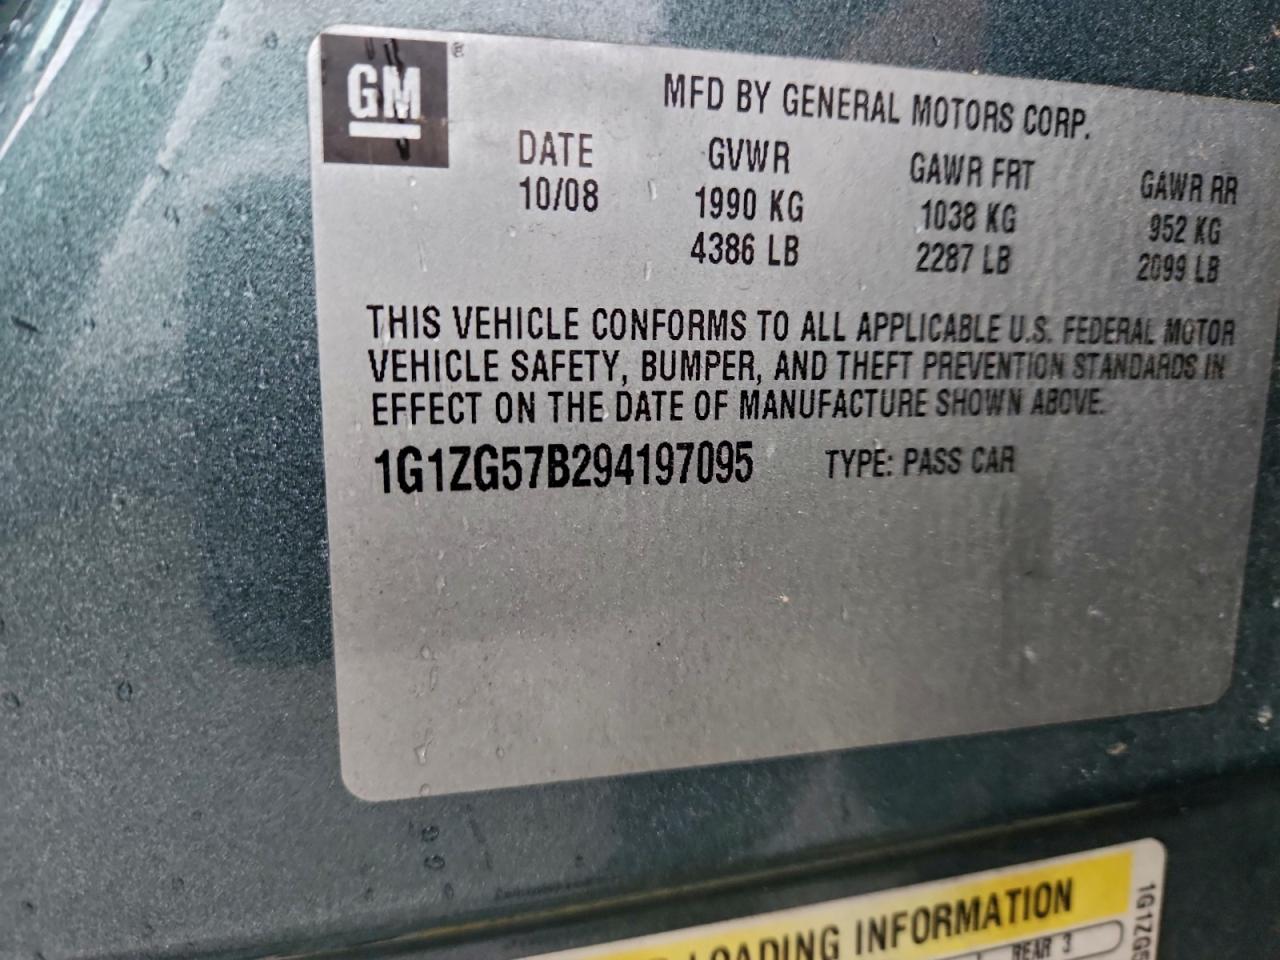 GM ®
MFD BY GENERAL MOTORS CORP.
DATE GVWR GAWR FRT GAWR RR
10/08 1990 KG 1038 KG 952 KG
4386 LB 2287 LB 2099 LB
THIS VEHICLE CONFORMS TO ALL APPLICABLE U.S. FEDERAL MOTOR
VEHICLE SAFETY, BUMPER, AND THEFT PREVENTION STANDARDS IN
EFFECT ON THE DATE OF MANUFACTURE SHOWN ABOVE.
1G1ZG57B294197095 TYPE: PASS CAR
LOADING INFORMATION
REAR 3
1G1ZG5